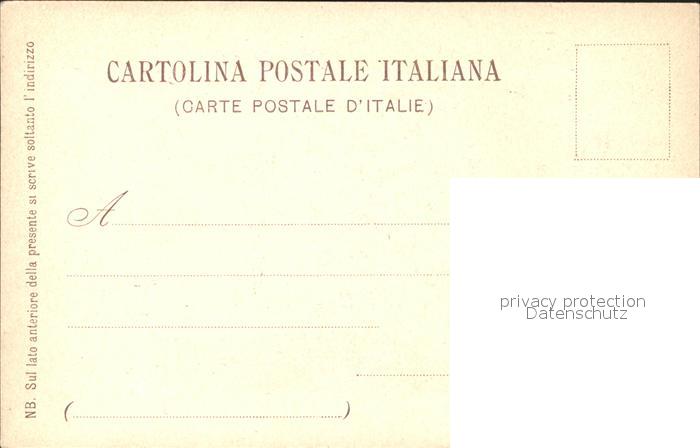 CARTOLINA POSTALE ITALIANA
(CARTE POSTALE D'ITALIE)
A
NB. Sul lato anteriore della presente si scrive soltanto l'indirizzo
privacy protection
Datenschutz
( )